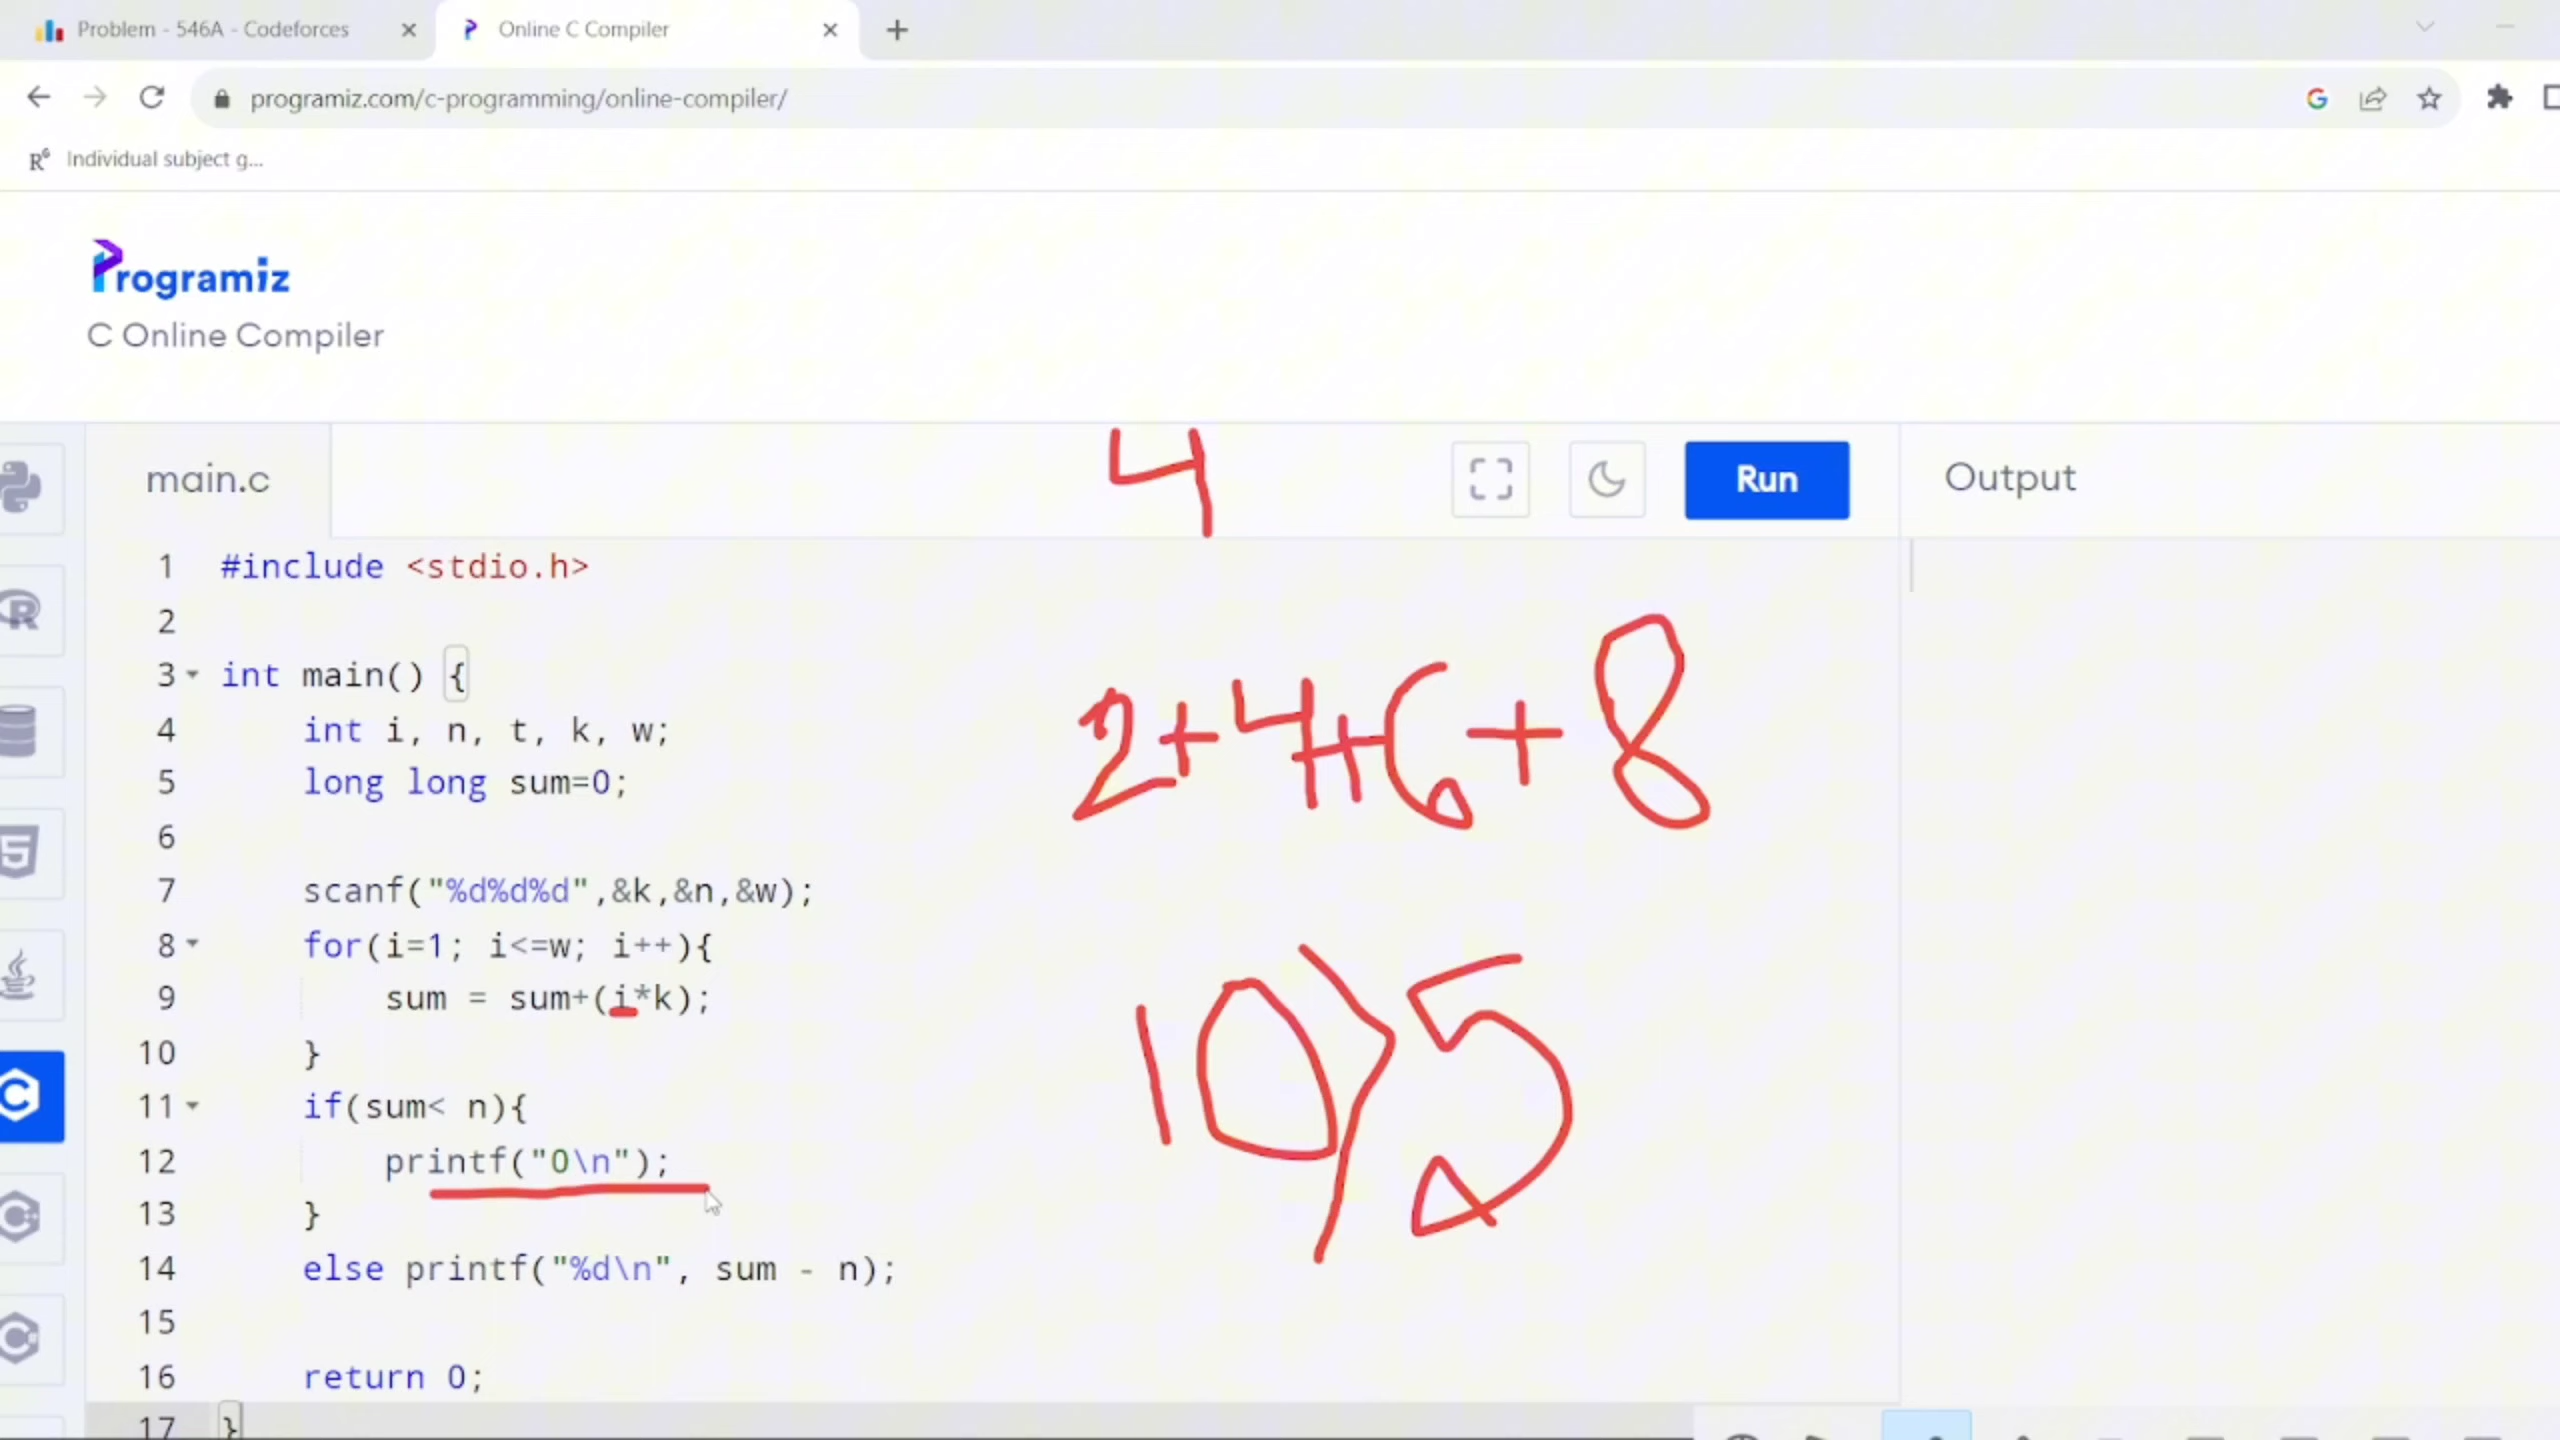 Problem - 546A - Codeforces
Online C Compiler
programiz.com/c-programming/online-compiler/
Individual subject g...
Programiz
C Online Compiler
main.c
4
Run
Output
1 #include <stdio.h>
2
3 int main() {
4 int i, n, t, k, w;
5 long long sum=0;
6
7 scanf("%d%d%d",&k,&n,&w);
8 for(i=1; i<=w; i++){
9 sum = sum+(i*k);
10 }
11 if(sum< n){
12 printf("0\n");
13 }
14 else printf("%d\n", sum - n);
15
16 return 0;
17 }
2+4+6+8
10>5